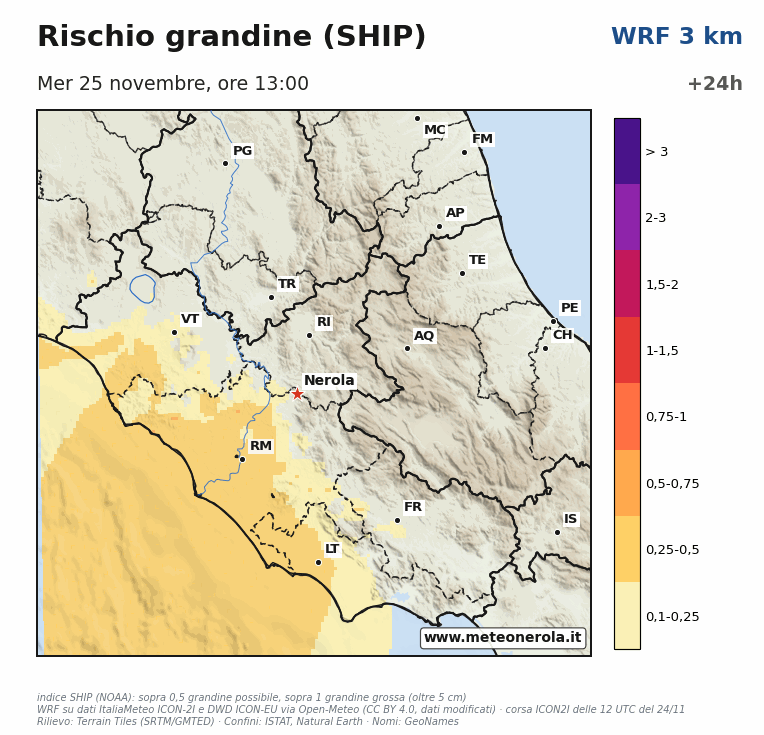 Rischio grandine (SHIP)
WRF 3 km
Mer 25 novembre, ore 13:00
+24h
MC
FM
PG
AP
TE
TR
PE
VT
RI
AQ
CH
Nerola
RM
FR
IS
LT
www.meteonerola.it
> 3
2-3
1,5-2
1-1,5
0,75-1
0,5-0,75
0,25-0,5
0,1-0,25
indice SHIP (NOAA): sopra 0,5 grandine possibile, sopra 1 grandine grossa (oltre 5 cm)
WRF su dati ItaliaMeteo ICON-2I e DWD ICON-EU via Open-Meteo (CC BY 4.0, dati modificati) · corsa ICON2I delle 12 UTC del 24/11
Rilievo: Terrain Tiles (SRTM/GMTED) · Confini: ISTAT, Natural Earth · Nomi: GeoNames